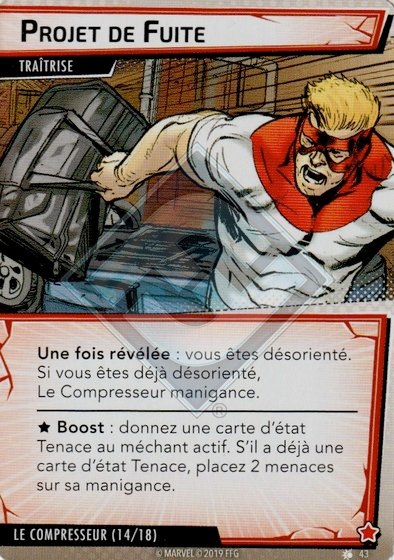 PROJET DE FUITE
TRAÎTRISE
Une fois révélée : vous êtes désorienté.
Si vous êtes déjà désorienté,
Le Compresseur manigance.
★ Boost : donnez une carte d'état
Tenace au méchant actif. S'il a déjà une
carte d'état Tenace, placez 2 menaces
sur sa manigance.
LE COMPRESSEUR (14/18)
© MARVEL © 2019 FFG
43